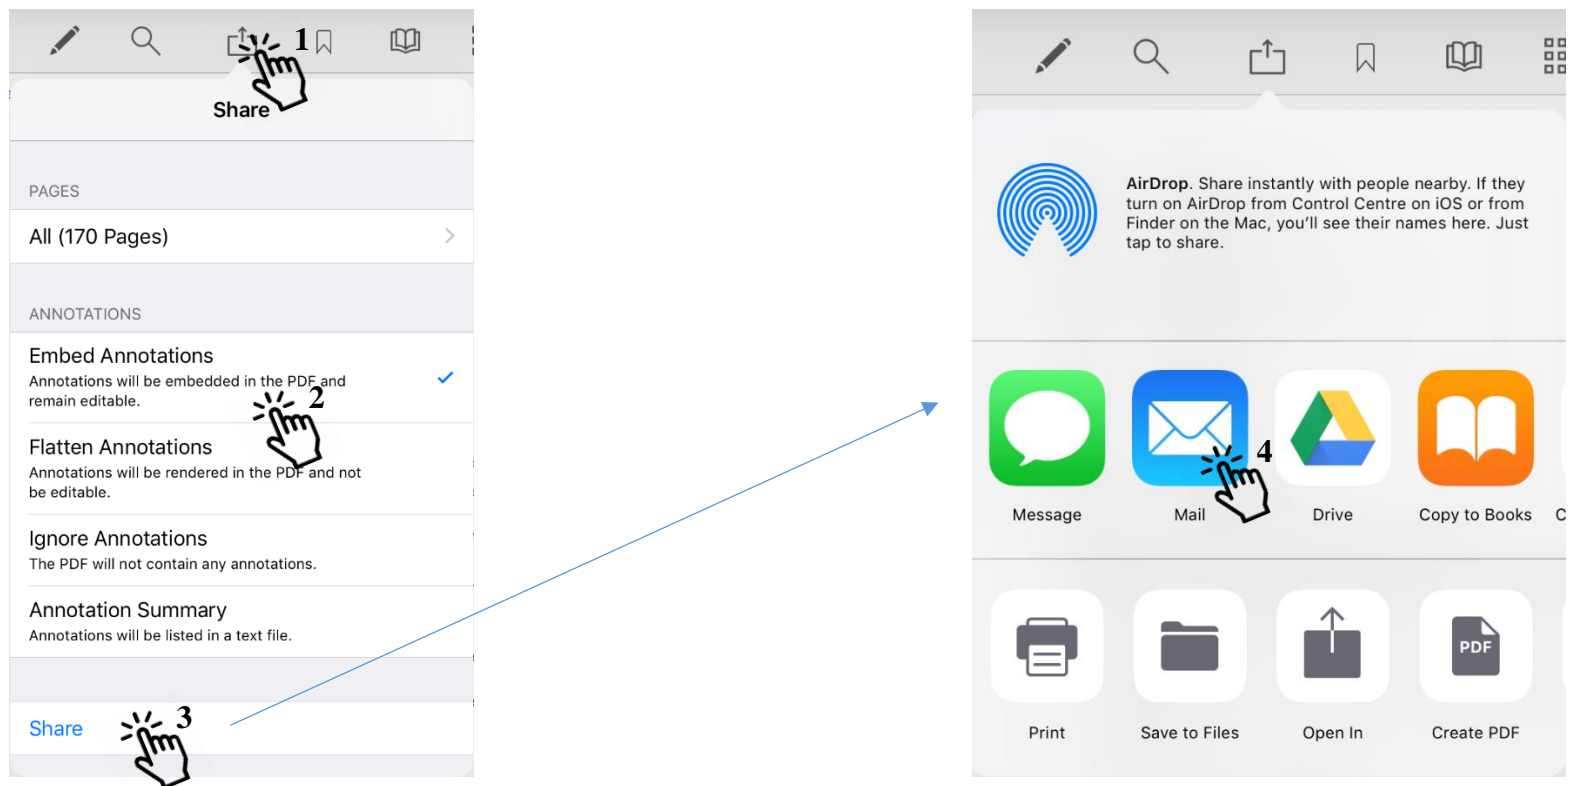 1
Share
PAGES
All (170 Pages)
ANNOTATIONS
Embed Annotations
Annotations will be embedded in the PDF and
remain editable.
2
Flatten Annotations
Annotations will be rendered in the PDF and not
be editable.
Ignore Annotations
The PDF will not contain any annotations.
Annotation Summary
Annotations will be listed in a text file.
Share
3
AirDrop. Share instantly with people nearby. If they
turn on AirDrop from Control Centre on iOS or from
Finder on the Mac, you'll see their names here. Just
tap to share.
4
Message
Mail
Drive
Copy to Books
C
PDF
Print
Save to Files
Open In
Create PDF